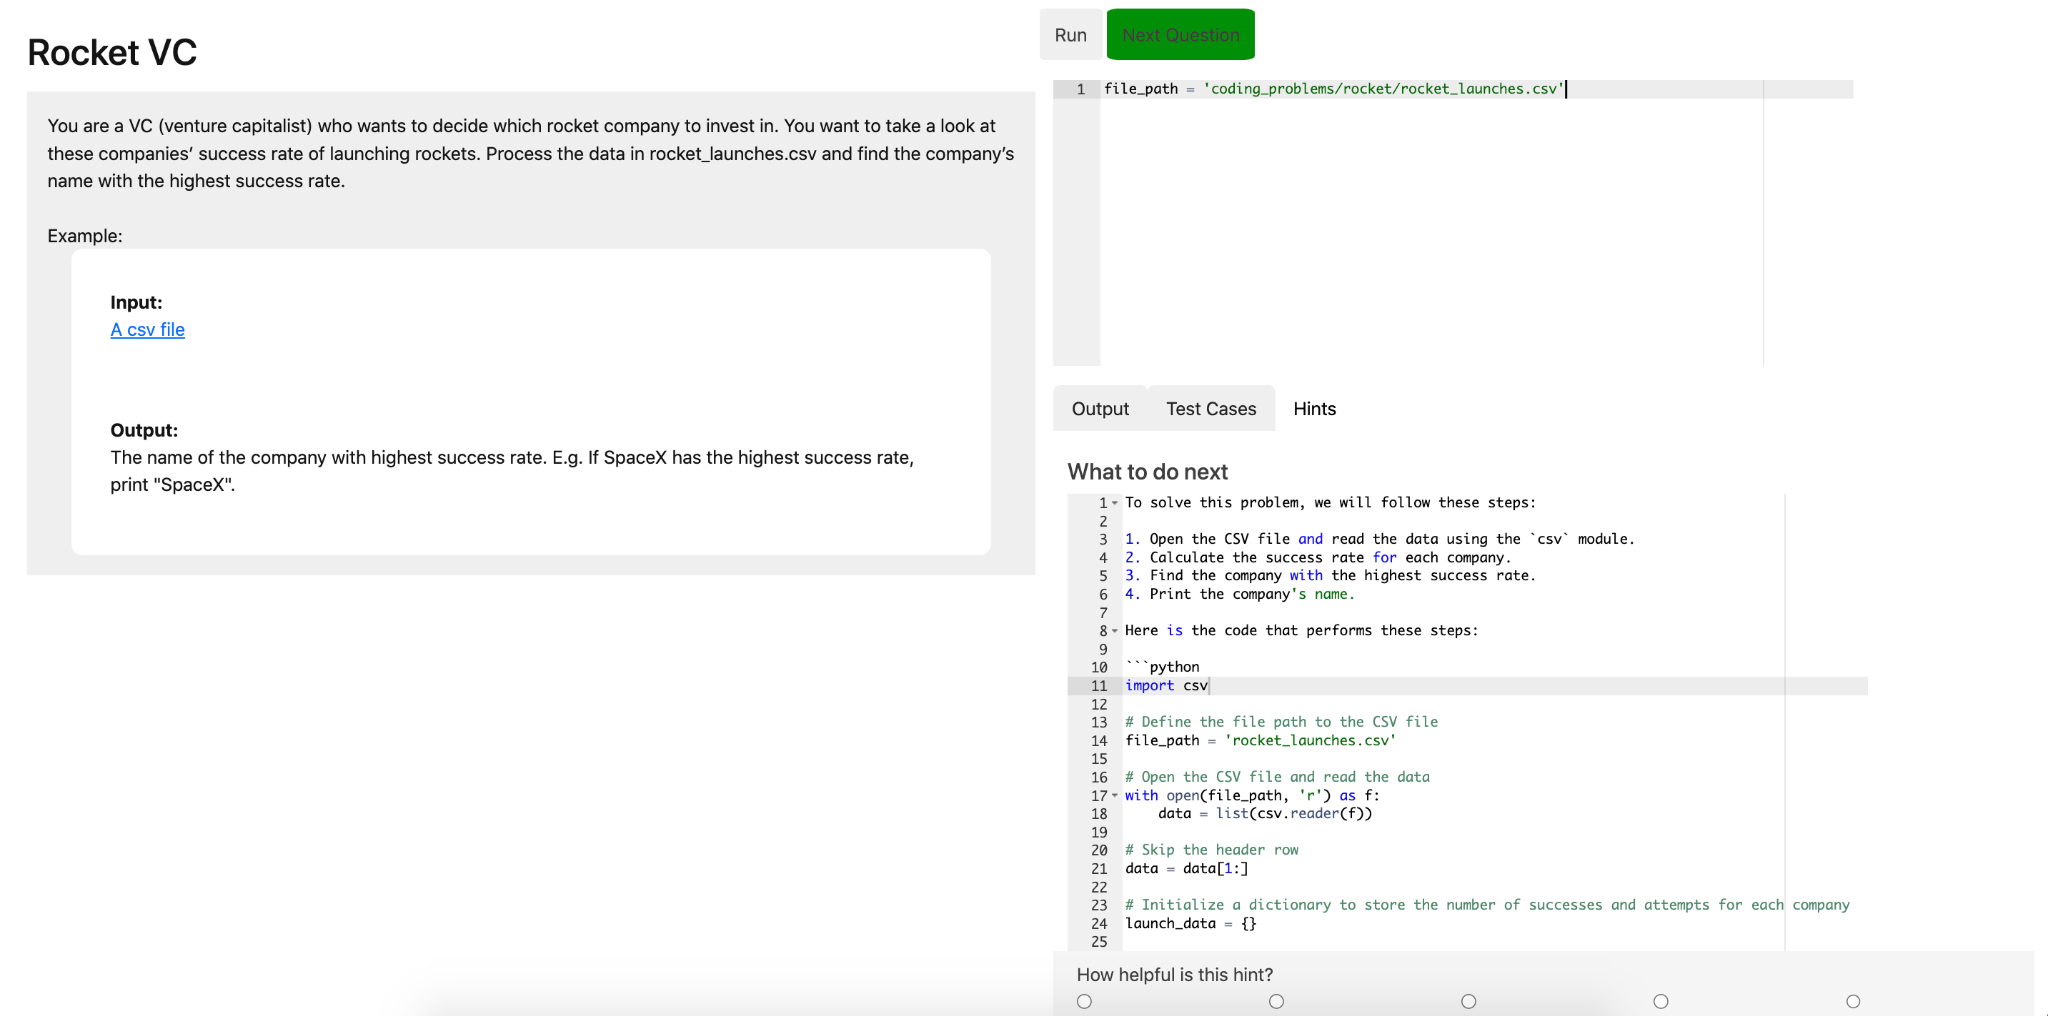 Rocket VC
You are a VC (venture capitalist) who wants to decide which rocket company to invest in. You want to take a look at
these companies’ success rate of launching rockets. Process the data in rocket_launches.csv and find the company’s
name with the highest success rate.
Example:
Input:
A csv file
Output:
The name of the company with highest success rate. E.g. If SpaceX has the highest success rate,
print "SpaceX".
Run
Next Question
1 file_path = 'coding_problems/rocket/rocket_launches.csv'
Output
Test Cases
Hints
What to do next
1 To solve this problem, we will follow these steps:
2
3 1. Open the CSV file and read the data using the `csv` module.
4 2. Calculate the success rate for each company.
5 3. Find the company with the highest success rate.
6 4. Print the company's name.
7
8 Here is the code that performs these steps:
9
10 ```python
11 import csv
12
13 # Define the file path to the CSV file
14 file_path = 'rocket_launches.csv'
15
16 # Open the CSV file and read the data
17 with open(file_path, 'r') as f:
18     data = list(csv.reader(f))
19
20 # Skip the header row
21 data = data[1:]
22
23 # Initialize a dictionary to store the number of successes and attempts for each company
24 launch_data = {}
25
How helpful is this hint?